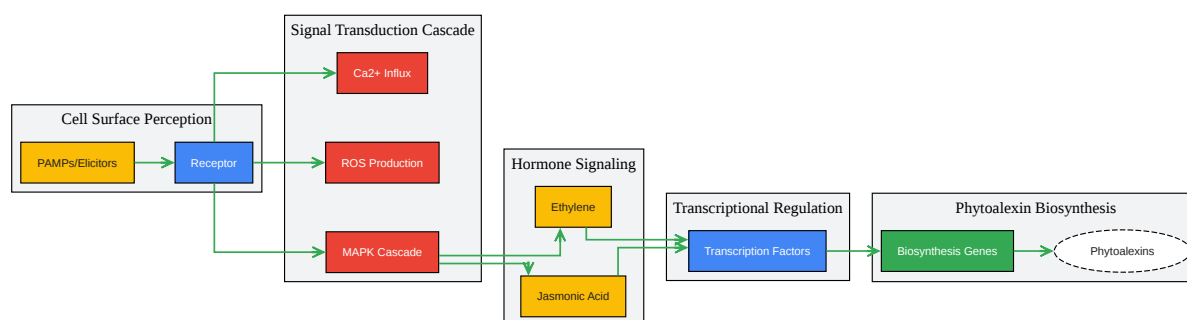 Signal Transduction Cascade
Ca2+ Influx
Cell Surface Perception
PAMPs/Elicitors
Receptor
ROS Production
MAPK Cascade
Hormone Signaling
Ethylene
Jasmonic Acid
Transcriptional Regulation
Transcription Factors
Phytoalexin Biosynthesis
Biosynthesis Genes
Phytoalexins